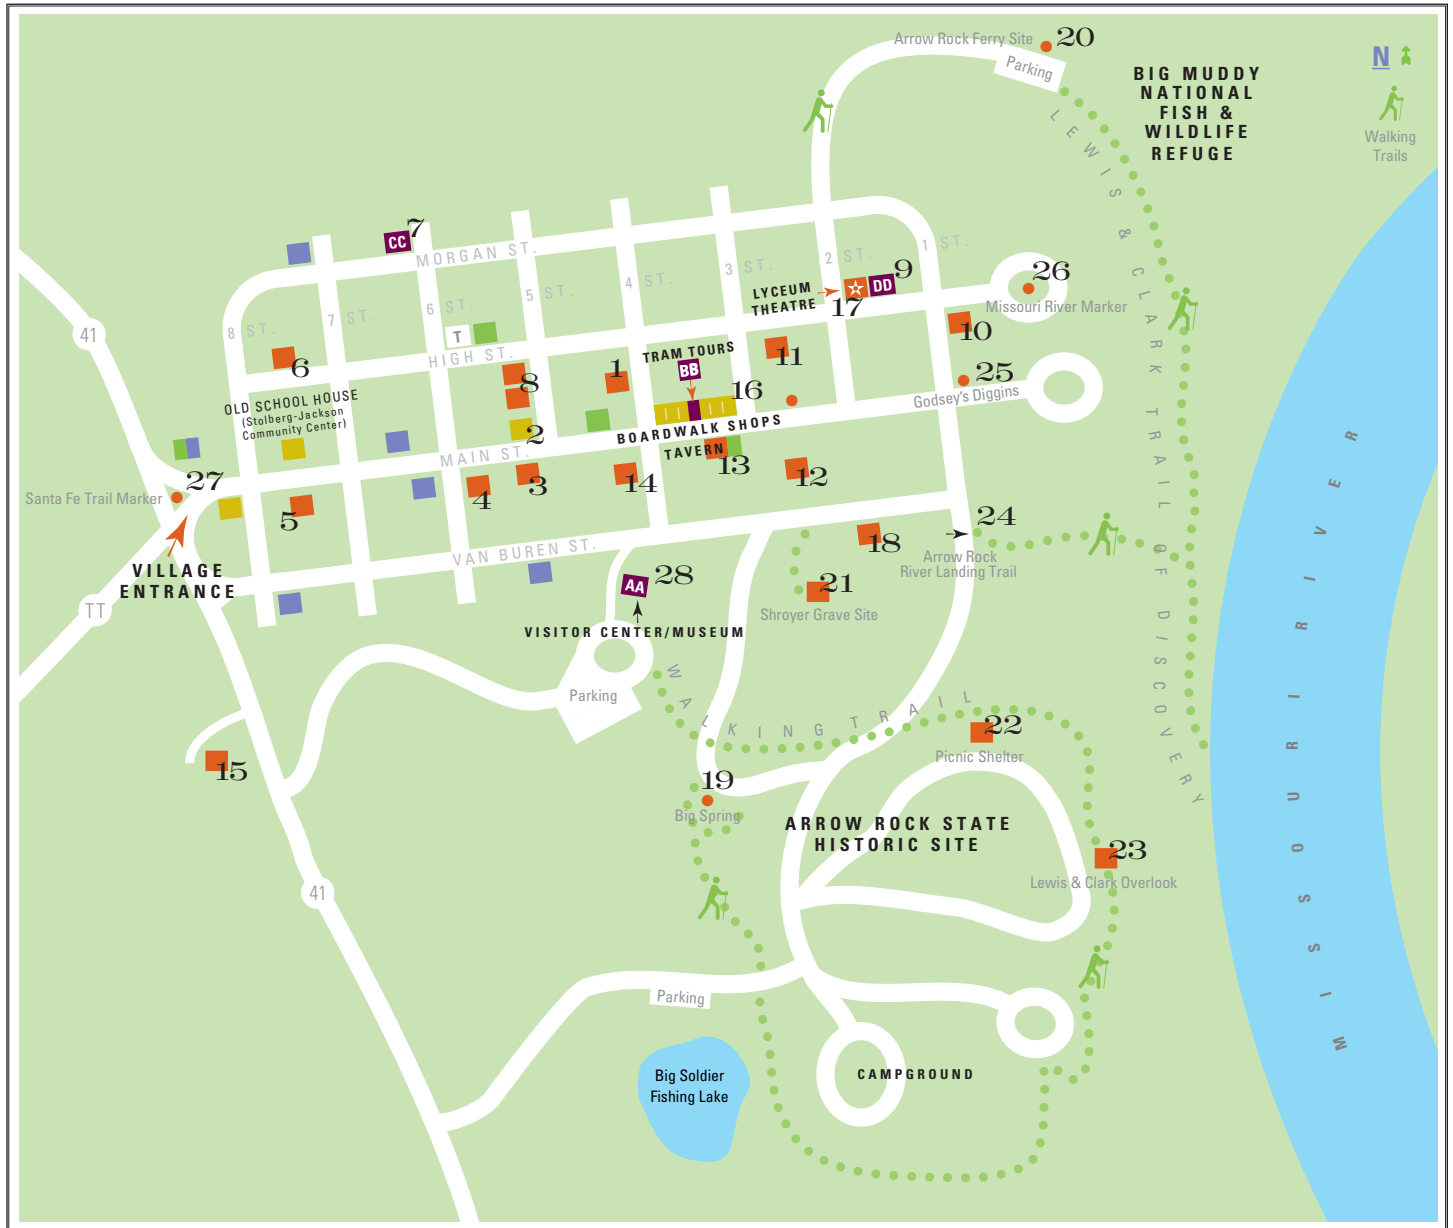 Arrow Rock Ferry Site
20
Parking
BIG MUDDY
NATIONAL
FISH &
WILDLIFE
REFUGE
N
Walking
Trails
LEWIS & CLARK TRAIL OF DISCOVERY
7
CC
MORGAN ST.
1 ST.
2 ST.
3 ST.
4 ST.
5 ST.
6 ST.
7 ST.
8 ST.
9
DD
LYCEUM
THEATRE
17
26
Missouri River Marker
10
41
T
HIGH ST.
6
TRAM TOURS
BB
11
1
8
16
25
Godsey's Diggins
OLD SCHOOL HOUSE
(Stolberg-Jackson
Community Center)
2
BOARDWALK SHOPS
MAIN ST.
TAVERN
13
12
14
3
4
27
Santa Fe Trail Marker
5
24
Arrow Rock
River Landing Trail
18
VAN BUREN ST.
VILLAGE
ENTRANCE
TT
AA
28
21
Shroyer Grave Site
VISITOR CENTER/MUSEUM
Parking
WALKING TRAIL
22
Picnic Shelter
15
19
Big Spring
ARROW ROCK STATE
HISTORIC SITE
23
Lewis & Clark Overlook
41
Parking
Big Soldier
Fishing Lake
CAMPGROUND
MISSOURI RIVER